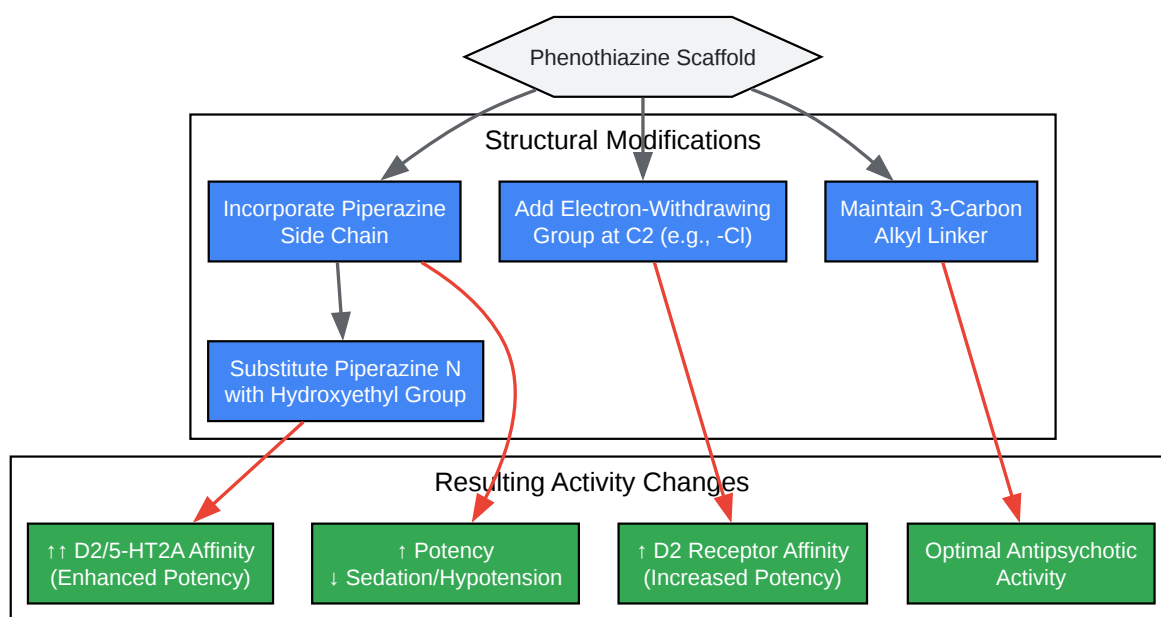 Phenothiazine Scaffold
Structural Modifications
Incorporate Piperazine
Side Chain
Add Electron-Withdrawing
Group at C2 (e.g., -Cl)
Maintain 3-Carbon
Alkyl Linker
Substitute Piperazine N
with Hydroxyethyl Group
Resulting Activity Changes
↑↑ D2/5-HT2A Affinity
(Enhanced Potency)
↑ Potency
↓ Sedation/Hypotension
↑ D2 Receptor Affinity
(Increased Potency)
Optimal Antipsychotic
Activity